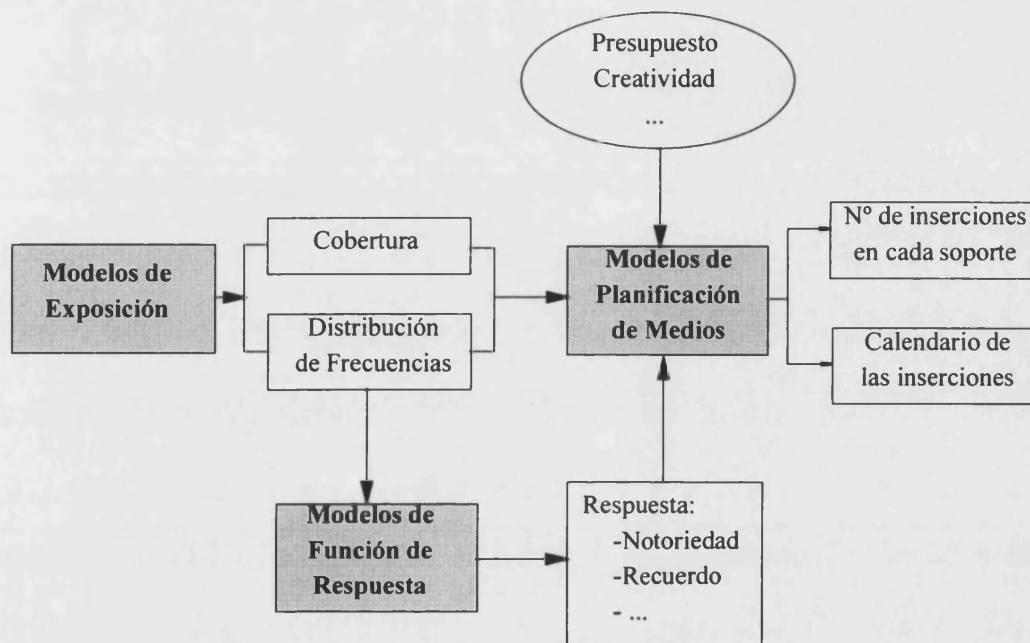 Presupuesto
Creatividad
...
Modelos de
Exposición
Cobertura
Distribución
de Frecuencias
Modelos de
Planificación
de Medios
Nº de inserciones
en cada soporte
Calendario de
las inserciones
Modelos de
Función de
Respuesta
Respuesta:
-Notoriedad
-Recuerdo
- ...